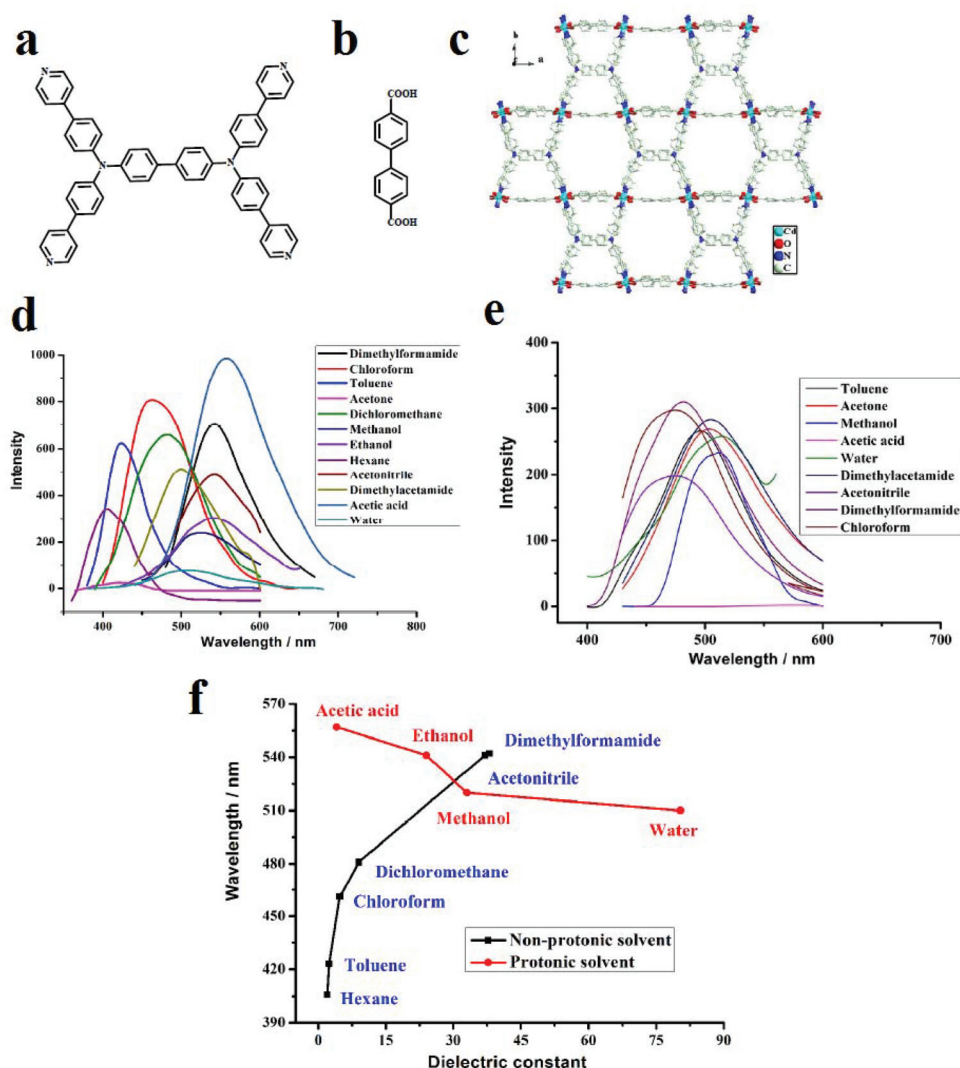 a
b
c
N
N
N
N
N
N
COOH
COOH
b
a
Cd
O
N
C
d
Intensity
1000
800
600
400
200
0
400 500 600 700 800
Wavelength / nm
Dimethylformamide
Chloroform
Toluene
Acetone
Dichloromethane
Methanol
Ethanol
Hexane
Acetonitrile
Dimethylacetamide
Acetic acid
Water
e
Intensity
400
300
200
100
0
400 500 600 700
Wavelength / nm
Toluene
Acetone
Methanol
Acetic acid
Water
Dimethylacetamide
Acetonitrile
Dimethylformamide
Chloroform
f
Wavelength / nm
570
540
510
480
450
420
390
0 15 30 45 60 75 90
Dielectric constant
Acetic acid
Ethanol
Dimethylformamide
Acetonitrile
Methanol
Water
Dichloromethane
Chloroform
Toluene
Hexane
Non-protonic solvent
Protonic solvent